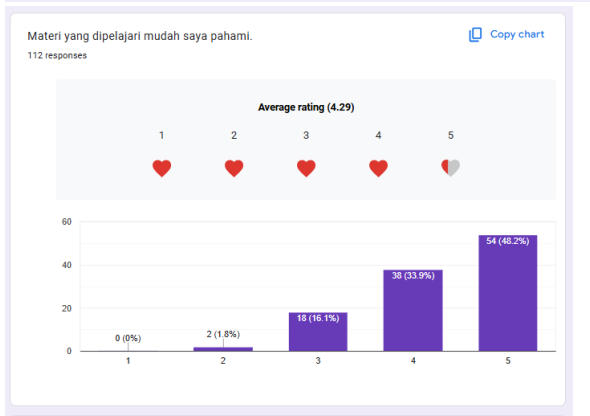 Materi yang dipelajari mudah saya pahami.
Copy chart
112 responses
Average rating (4.29)
1 2 3 4 5
60
40
20
0
0 (0%)
2 (1.8%)
18 (16.1%)
38 (33.9%)
54 (48.2%)
1 2 3 4 5